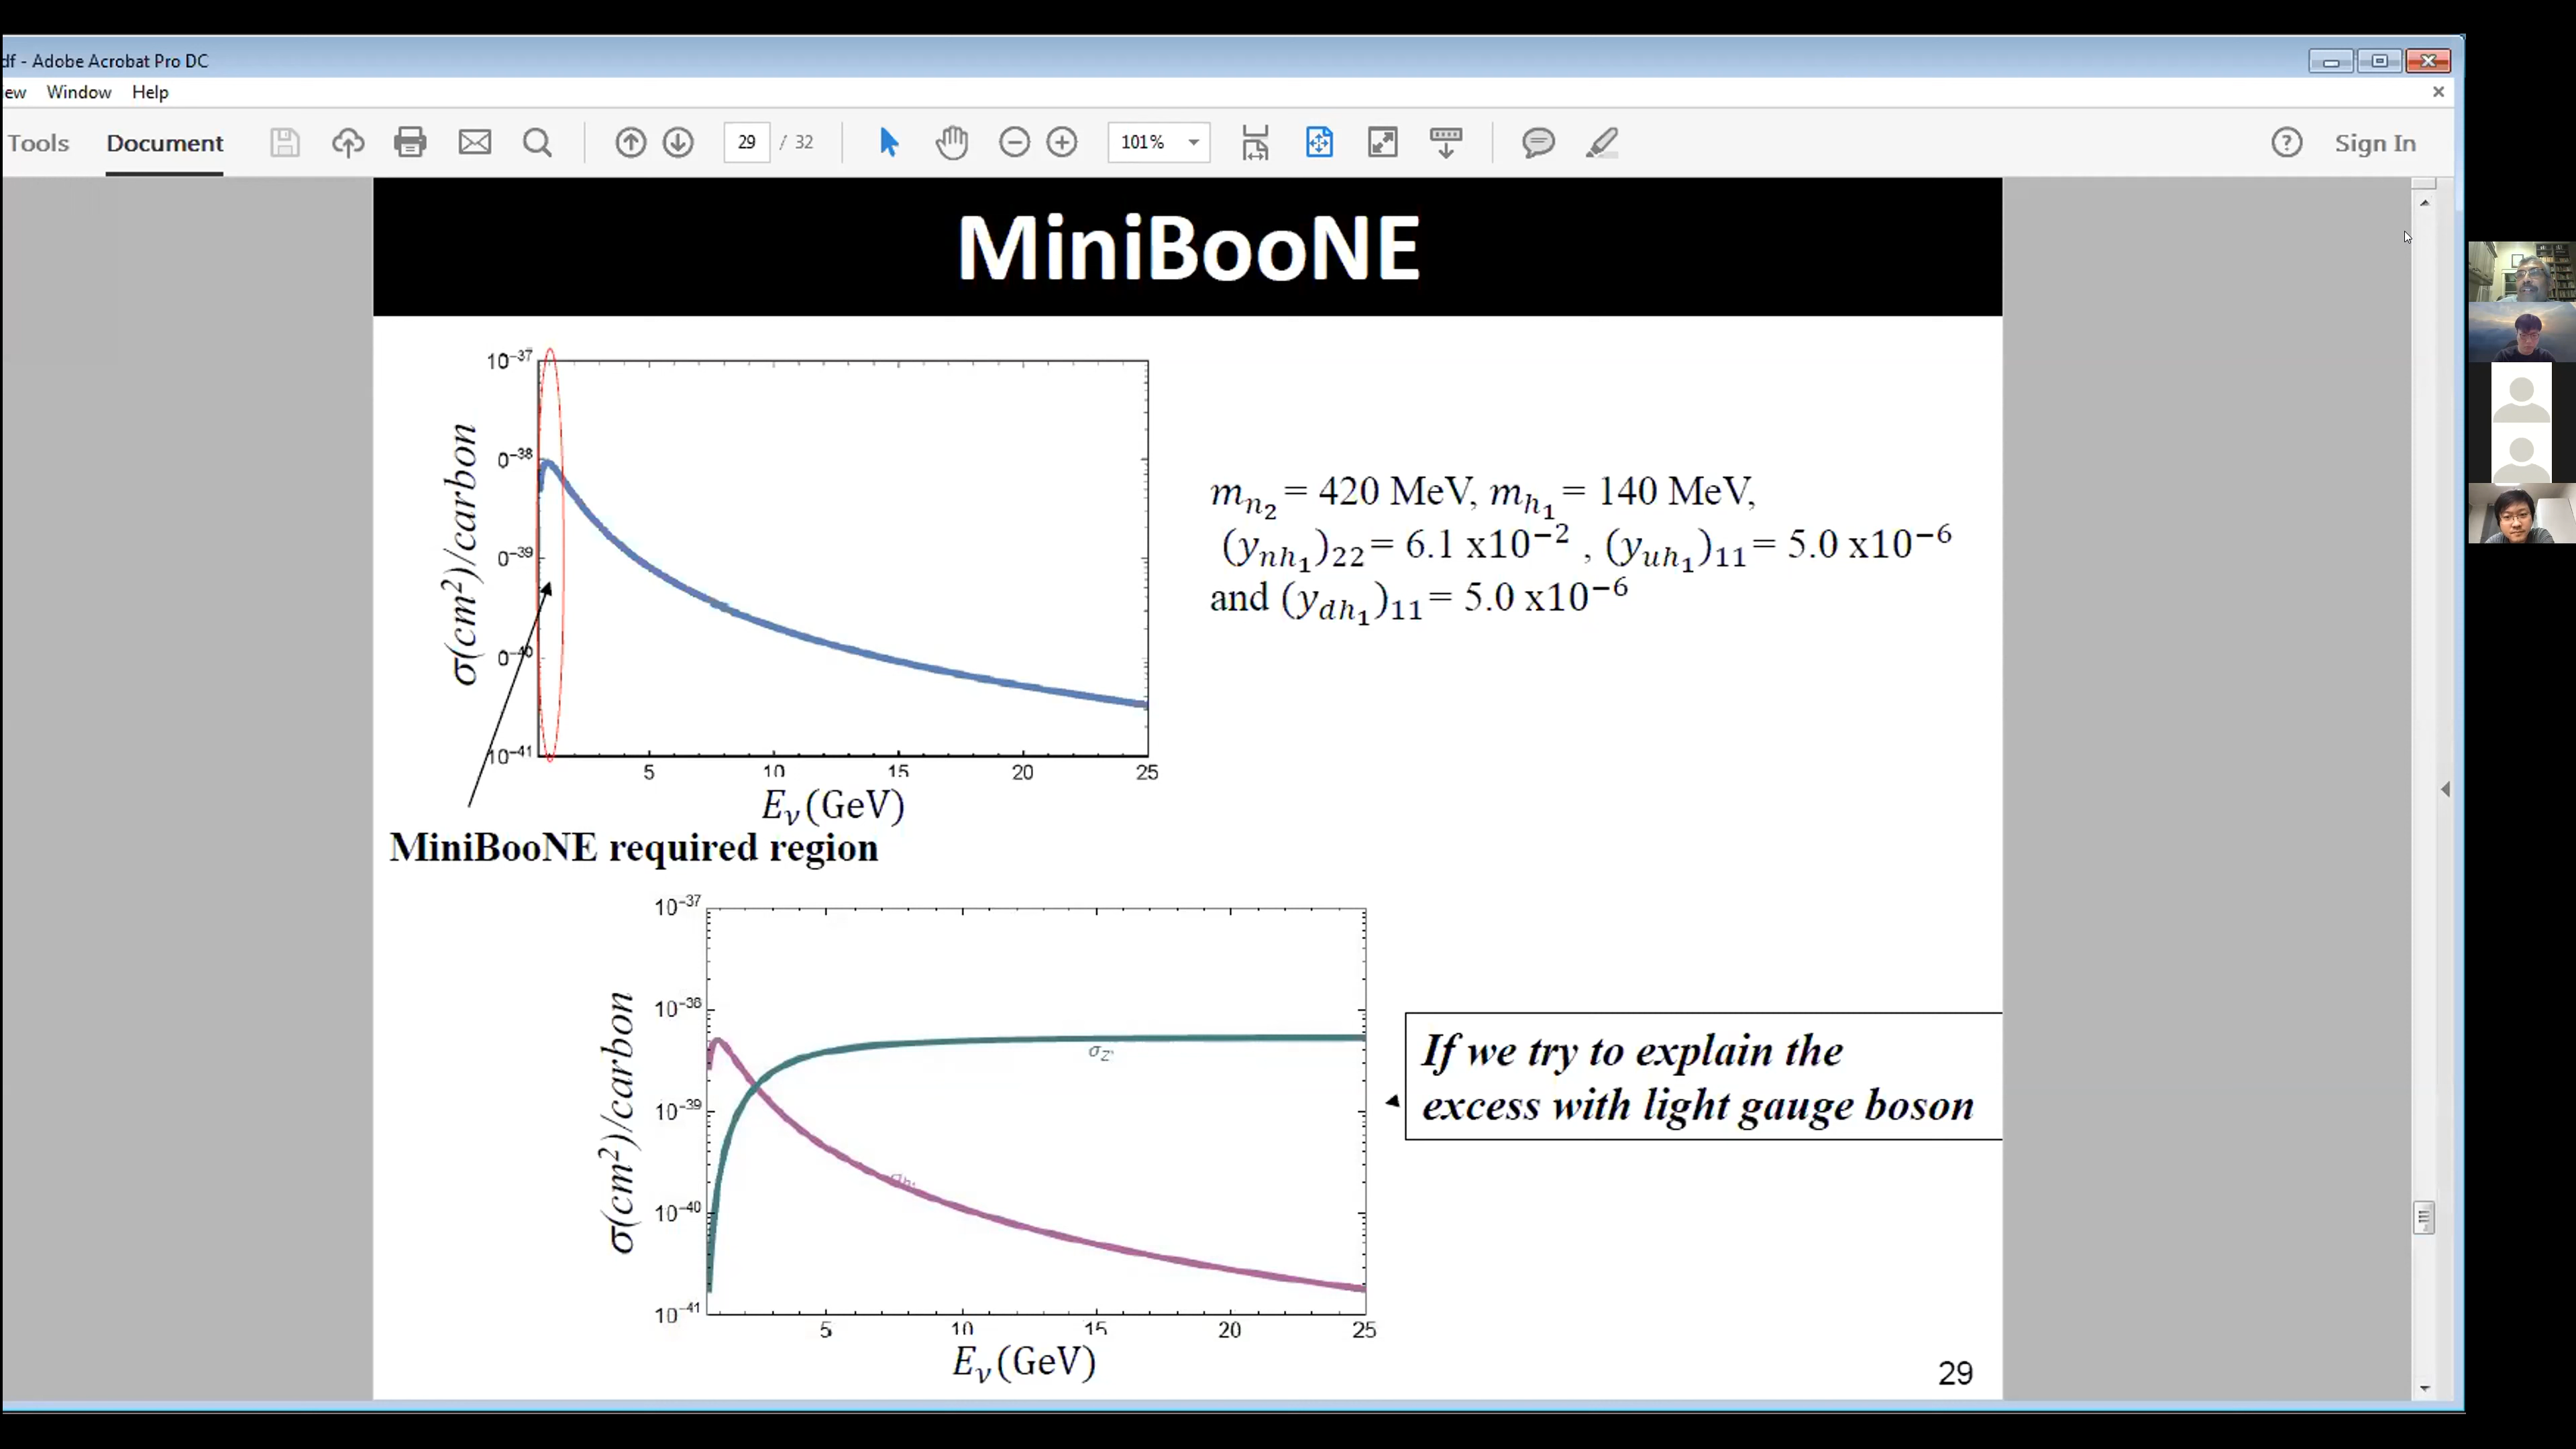 df - Adobe Acrobat Pro DC
ew Window Help
Tools Document 29 / 32 101% Sign In
MiniBooNE
10⁻³⁷
0⁻³⁸
0⁻³⁹
0⁻⁴⁰
10⁻⁴¹
σ(cm²)/carbon
5 10 15 20 25
E_ν(GeV)
MiniBooNE required region
m_{n₂} = 420 MeV, m_{h₁} = 140 MeV,
(y_{nh₁})₂₂ = 6.1 x10⁻² , (y_{uh₁})₁₁ = 5.0 x10⁻⁶
and (y_{dh₁})₁₁ = 5.0 x10⁻⁶
10⁻³⁷
10⁻³⁸
10⁻³⁹
10⁻⁴⁰
10⁻⁴¹
σ(cm²)/carbon
σ_{Z'}
5 10 15 20 25
E_ν(GeV)
If we try to explain the
excess with light gauge boson
29